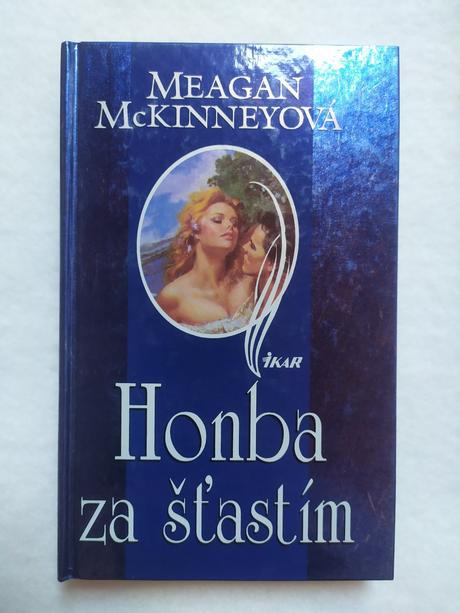 MEAGAN
MCKINNEYOVÁ
IKAR
Honba
za šťastím